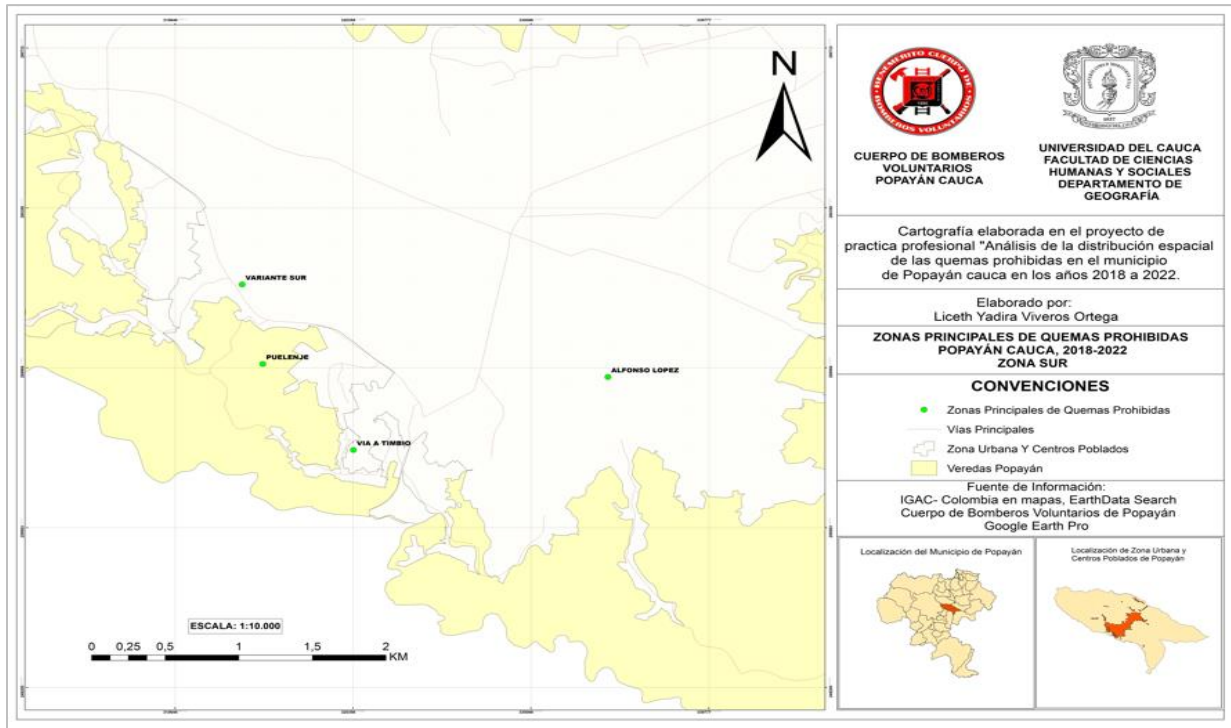 N
VARIANTE SUR
PUELENJE
ALFONSO LOPEZ
VIA A TIMBIO
ESCALA: 1:10.000
0 0,25 0,5 1 1,5 2
KM
BENEMERITO CUERPO DE
BOMBEROS VOLUNTARIOS
CUERPO DE BOMBEROS
VOLUNTARIOS
POPAYÁN CAUCA
UNIVERSIDAD DEL CAUCA
FACULTAD DE CIENCIAS
HUMANAS Y SOCIALES
DEPARTAMENTO DE
GEOGRAFÍA
Cartografía elaborada en el proyecto de
practica profesional "Análisis de la distribución espacial
de las quemas prohibidas en el municipio
de Popayán cauca en los años 2018 a 2022.
Elaborado por:
Liceth Yadira Viveros Ortega
ZONAS PRINCIPALES DE QUEMAS PROHIBIDAS
POPAYÁN CAUCA, 2018-2022
ZONA SUR
CONVENCIONES
Zonas Principales de Quemas Prohibidas
Vías Principales
Zona Urbana Y Centros Poblados
Veredas Popayán
Fuente de Información:
IGAC- Colombia en mapas, EarthData Search
Cuerpo de Bomberos Voluntarios de Popayán
Google Earth Pro
Localización del Municipio de Popayán
Localización de Zona Urbana y
Centros Poblados de Popayán